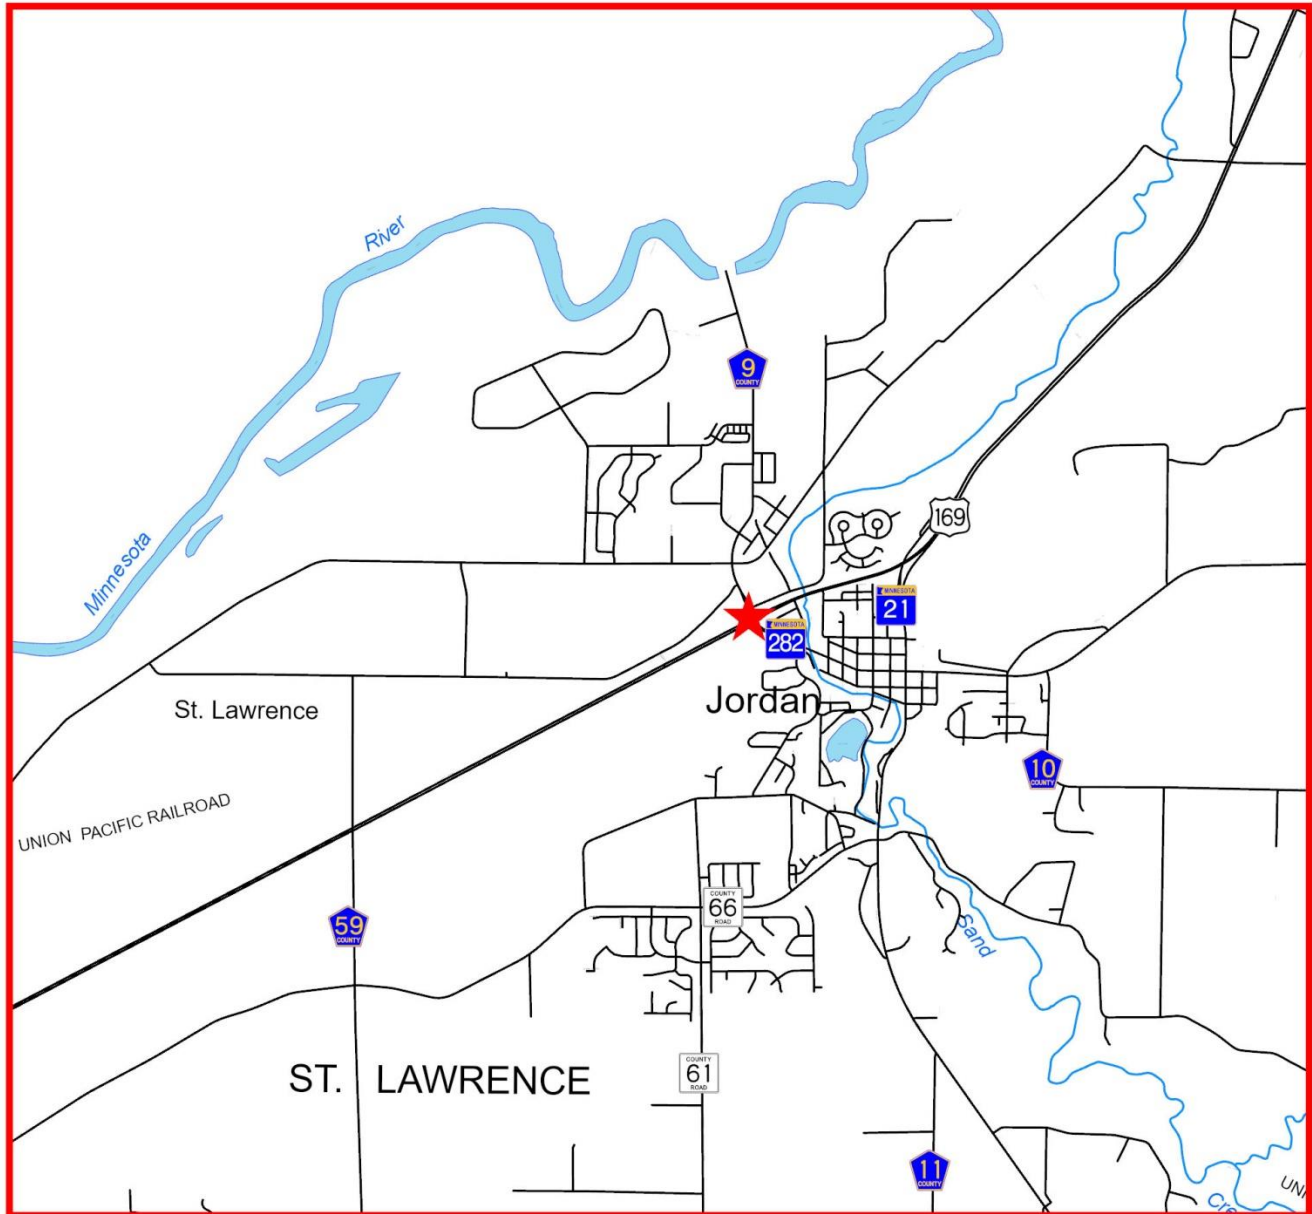 River
9
COUNTY
169
Minnesota
MINNESOTA
21
MINNESOTA
282
Jordan
St. Lawrence
10
COUNTY
UNION PACIFIC RAILROAD
COUNTY
66
ROAD
59
COUNTY
Sand
COUNTY
61
ROAD
ST. LAWRENCE
11
COUNTY